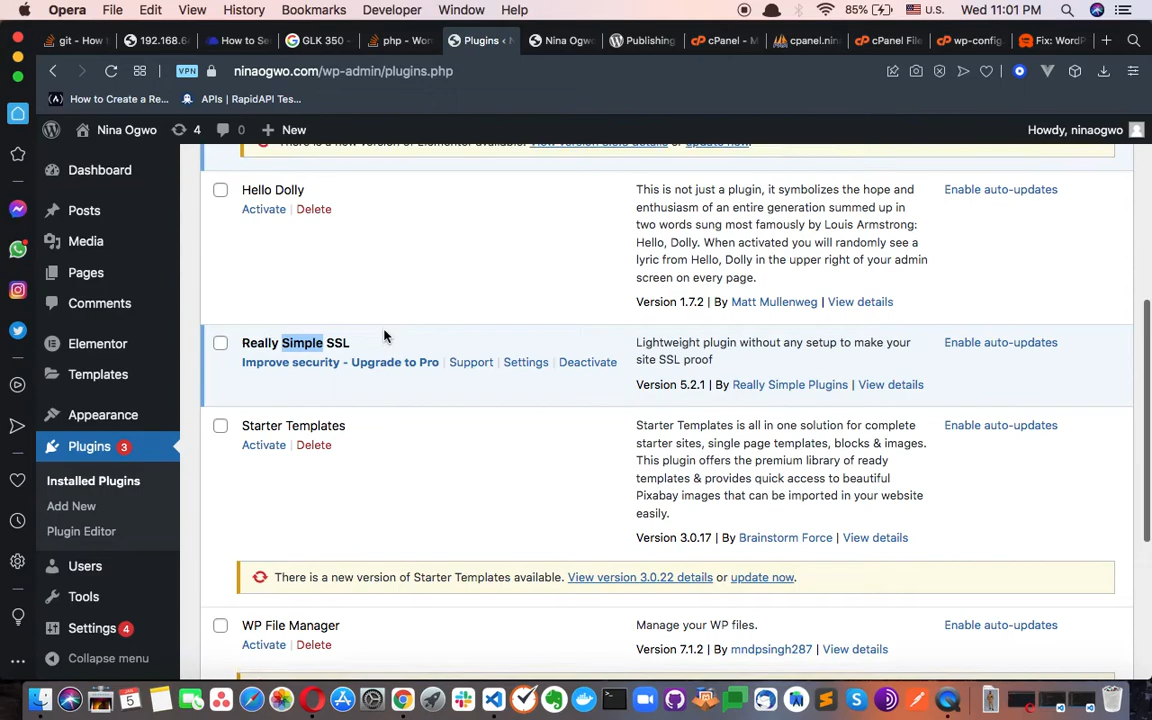 Opera File Edit View History Bookmarks Developer Window Help 85% U.S. Wed 11:01 PM
git - How t 192.168.6 How to Se GLK 350 - php - Wor Plugins ‹ N Nina Ogwo Publishing cPanel - M cpanel.nin cPanel File wp-config. Fix: WordP
VPN ninaogwo.com/wp-admin/plugins.php
How to Create a Re... APIs | RapidAPI Tes...
Nina Ogwo 4 0 New Howdy, ninaogwo
There is a new version of Elementor available. update now.
Dashboard
Posts
Media
Pages
Comments
Elementor
Templates
Appearance
Plugins 3
Installed Plugins
Add New
Plugin Editor
Users
Tools
Settings 4
Collapse menu
Hello Dolly
Activate | Delete
This is not just a plugin, it symbolizes the hope and
enthusiasm of an entire generation summed up in
two words sung most famously by Louis Armstrong:
Hello, Dolly. When activated you will randomly see a
lyric from Hello, Dolly in the upper right of your admin
screen on every page.
Version 1.7.2 | By Matt Mullenweg | View details
Enable auto-updates
Really Simple SSL
Improve security - Upgrade to Pro | Support | Settings | Deactivate
Lightweight plugin without any setup to make your
site SSL proof
Version 5.2.1 | By Really Simple Plugins | View details
Enable auto-updates
Starter Templates
Activate | Delete
Starter Templates is all in one solution for complete
starter sites, single page templates, blocks & images.
This plugin offers the premium library of ready
templates & provides quick access to beautiful
Pixabay images that can be imported in your website
easily.
Version 3.0.17 | By Brainstorm Force | View details
Enable auto-updates
There is a new version of Starter Templates available. View version 3.0.22 details or update now.
WP File Manager
Activate | Delete
Manage your WP files.
Version 7.1.2 | By mndpsingh287 | View details
Enable auto-updates